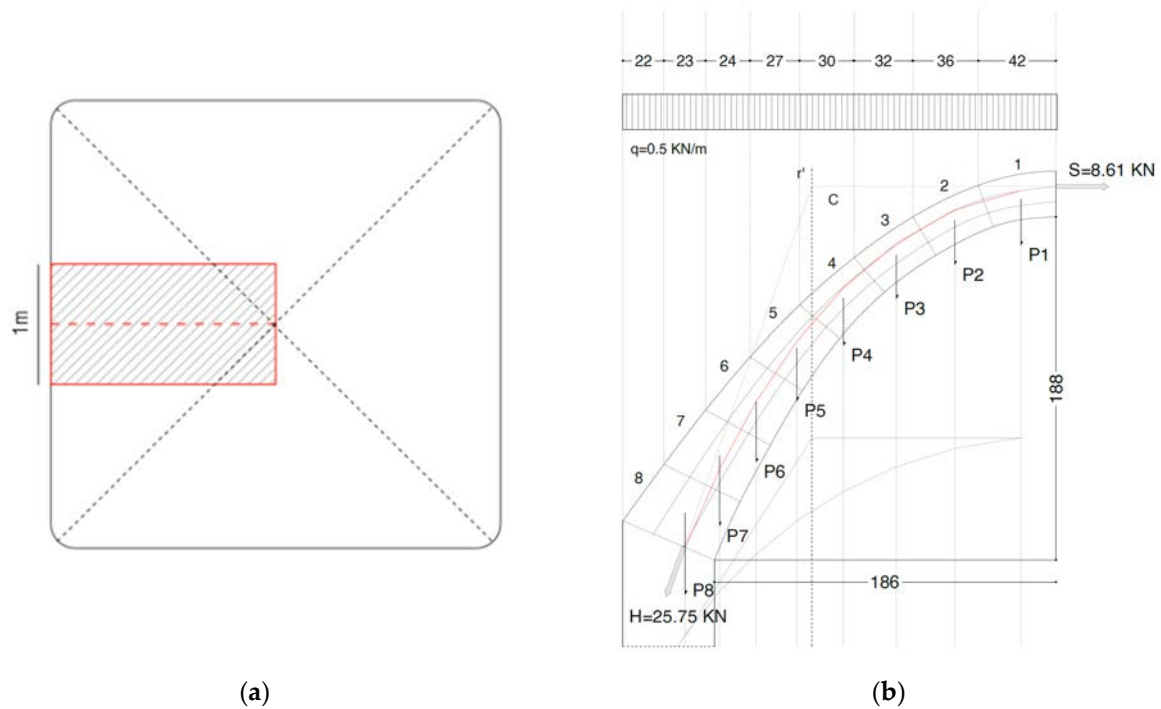 1m
(a)
22 23 24 27 30 32 36 42
q=0.5 KN/m
r'
C
S=8.61 KN
1
2
3
4
5
6
7
8
P1
P2
P3
P4
P5
P6
P7
P8
188
186
H=25.75 KN
(b)